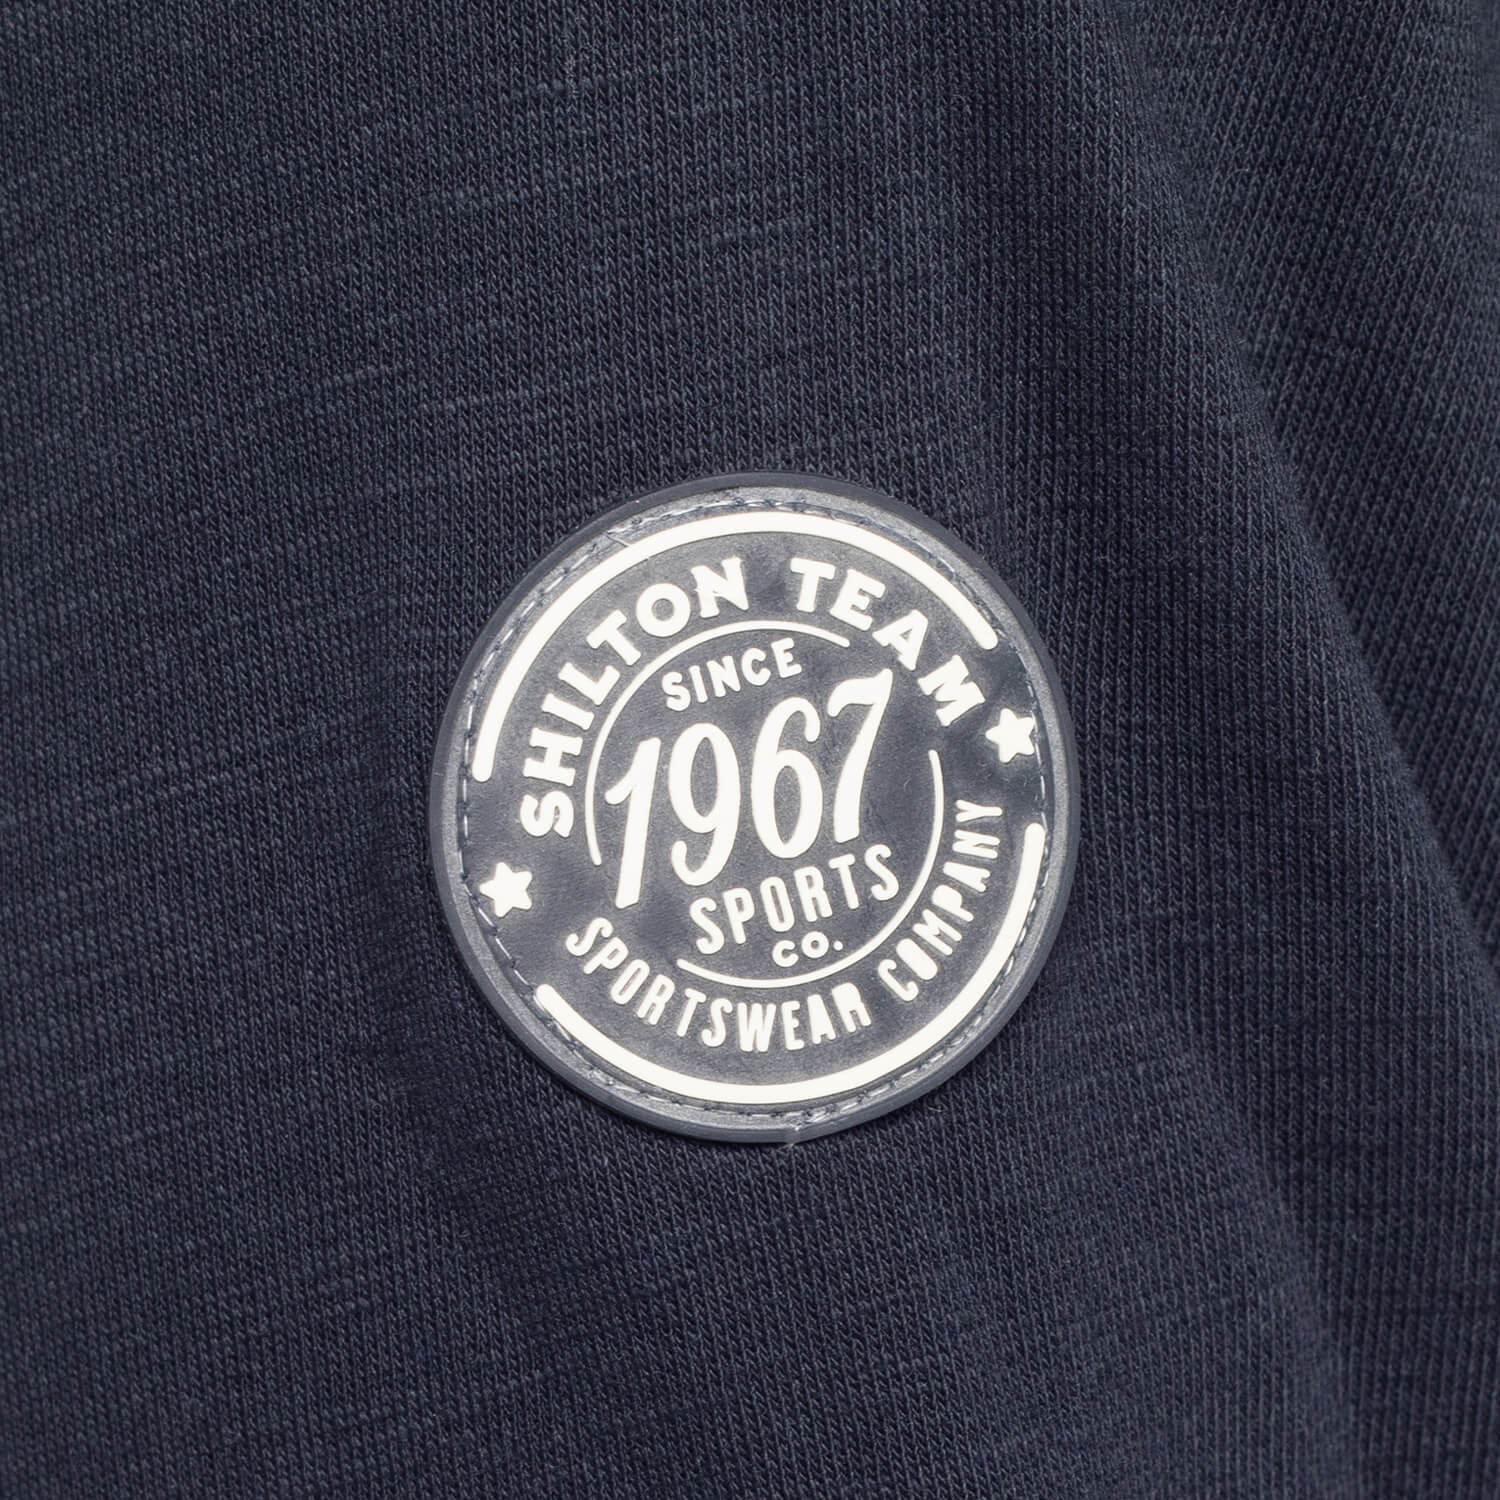 SHILTON TEAM
SINCE
1967
SPORTS
CO.
SPORTSWEAR COMPANY